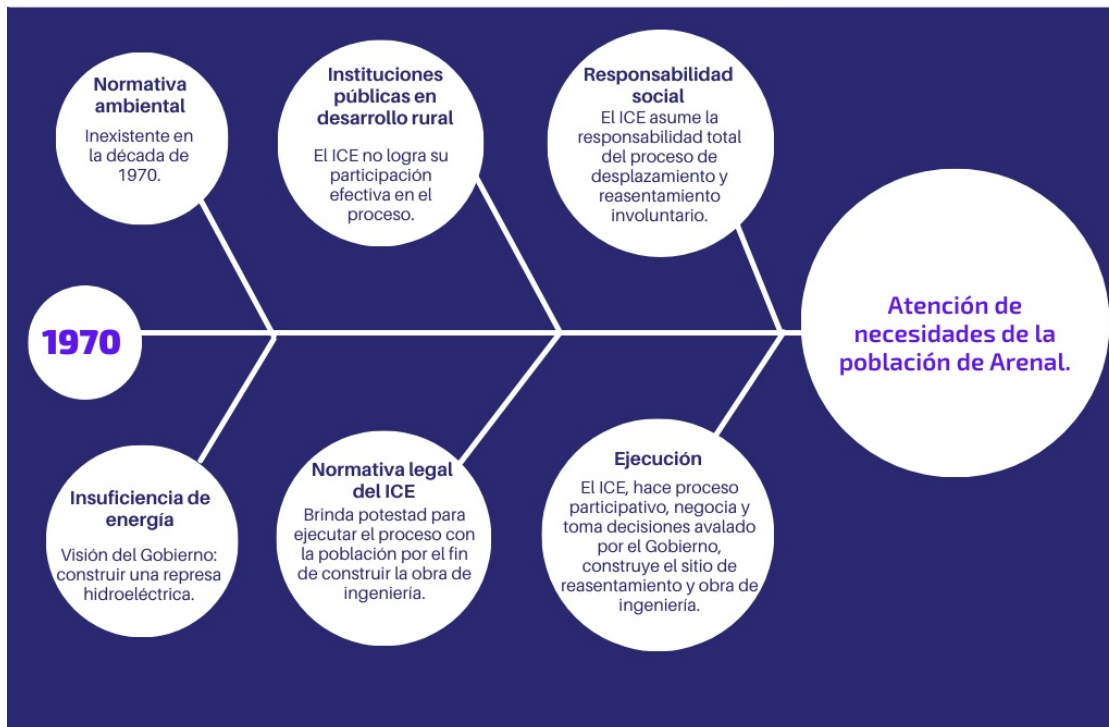 Normativa
ambiental
Inexistente en
la década de
1970.
Instituciones
públicas en
desarrollo rural
El ICE no logra su
participación
efectiva en el
proceso.
Responsabilidad
social
El ICE asume la
responsabilidad total
del proceso de
desplazamiento y
reasentamiento
involuntario.
1970
Atención de
necesidades de la
población de Arenal.
Insuficiencia de
energía
Visión del Gobierno:
construir una represa
hidroeléctrica.
Normativa legal
del ICE
Brinda potestad para
ejecutar el proceso con
la población por el fin
de construir la obra de
ingeniería.
Ejecución
El ICE, hace proceso
participativo, negocia y
toma decisiones avalado
por el Gobierno,
construye el sitio de
reasentamiento y obra de
ingeniería.